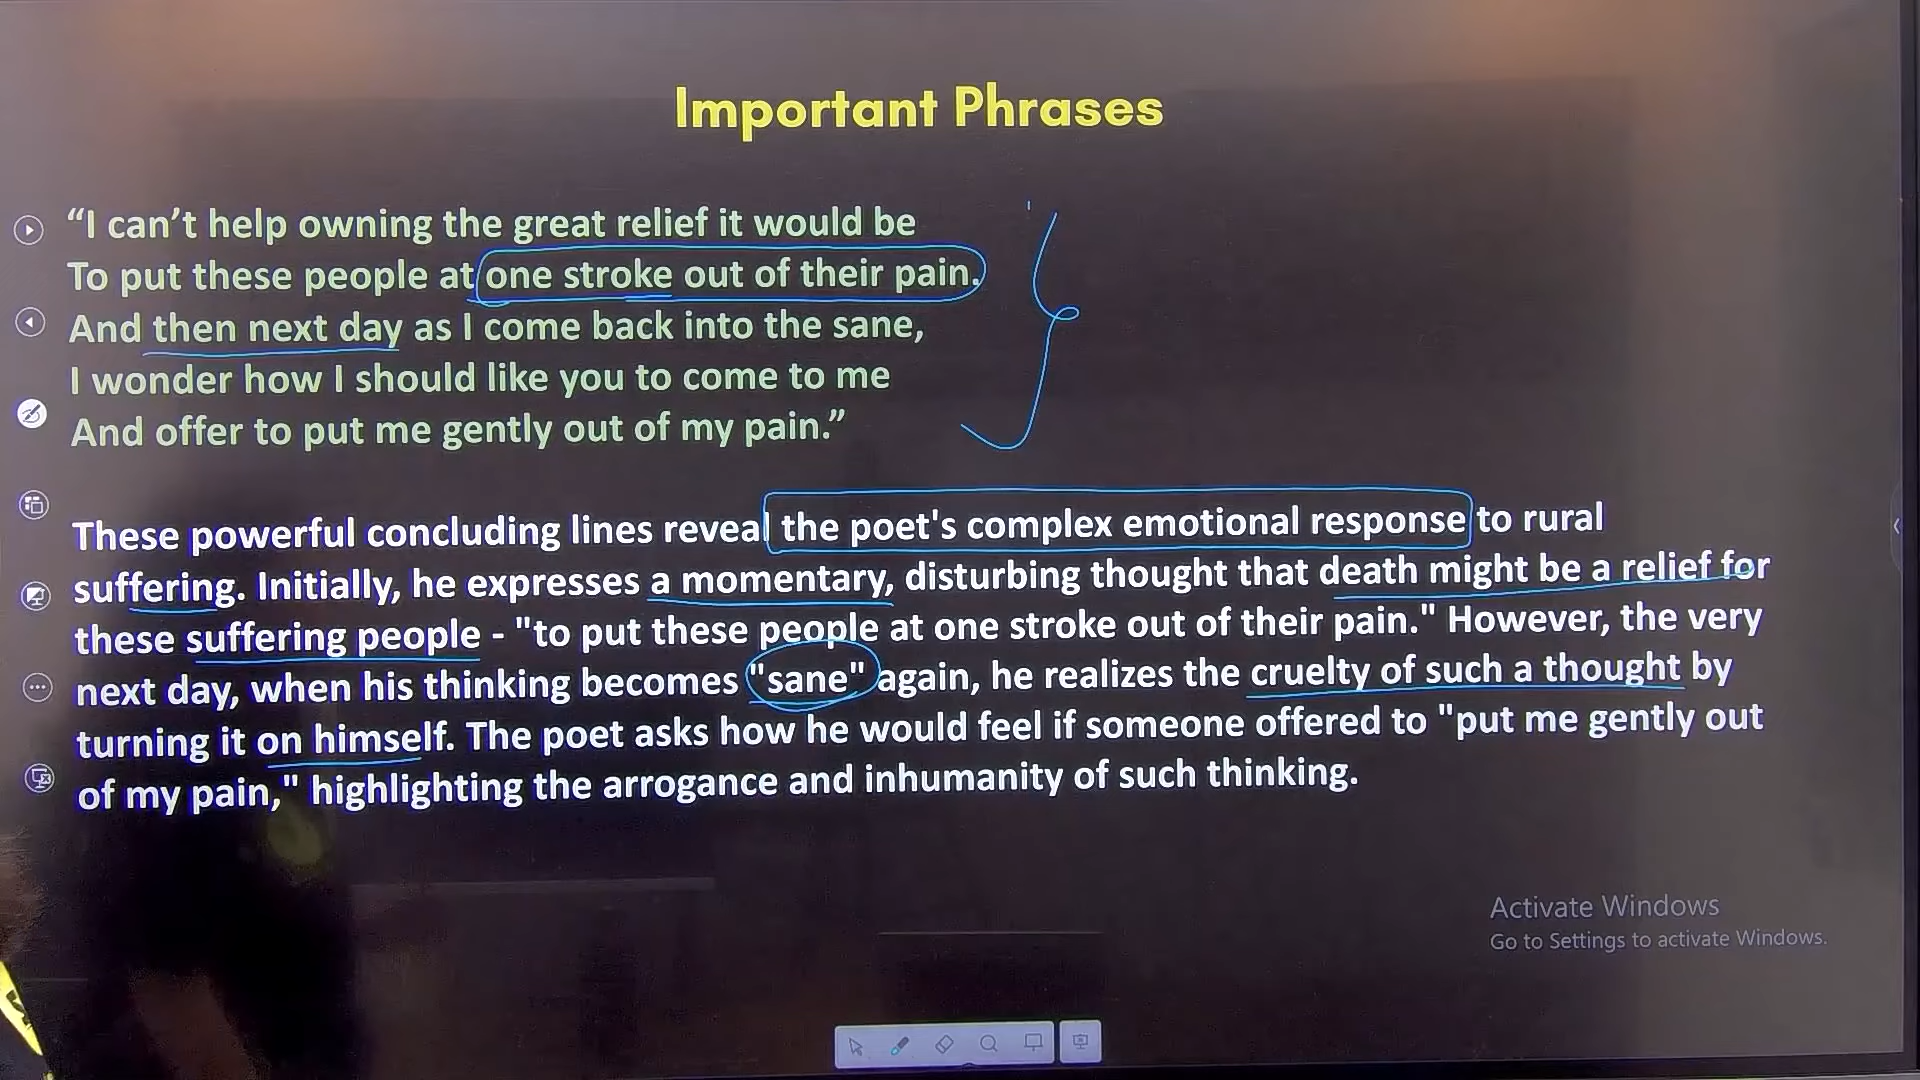 Important Phrases
“I can’t help owning the great relief it would be
To put these people at one stroke out of their pain.
And then next day as I come back into the sane,
I wonder how I should like you to come to me
And offer to put me gently out of my pain.”
These powerful concluding lines reveal the poet's complex emotional response to rural
suffering. Initially, he expresses a momentary, disturbing thought that death might be a relief for
these suffering people - "to put these people at one stroke out of their pain." However, the very
next day, when his thinking becomes "sane" again, he realizes the cruelty of such a thought by
turning it on himself. The poet asks how he would feel if someone offered to "put me gently out
of my pain," highlighting the arrogance and inhumanity of such thinking.
Activate Windows
Go to Settings to activate Windows.